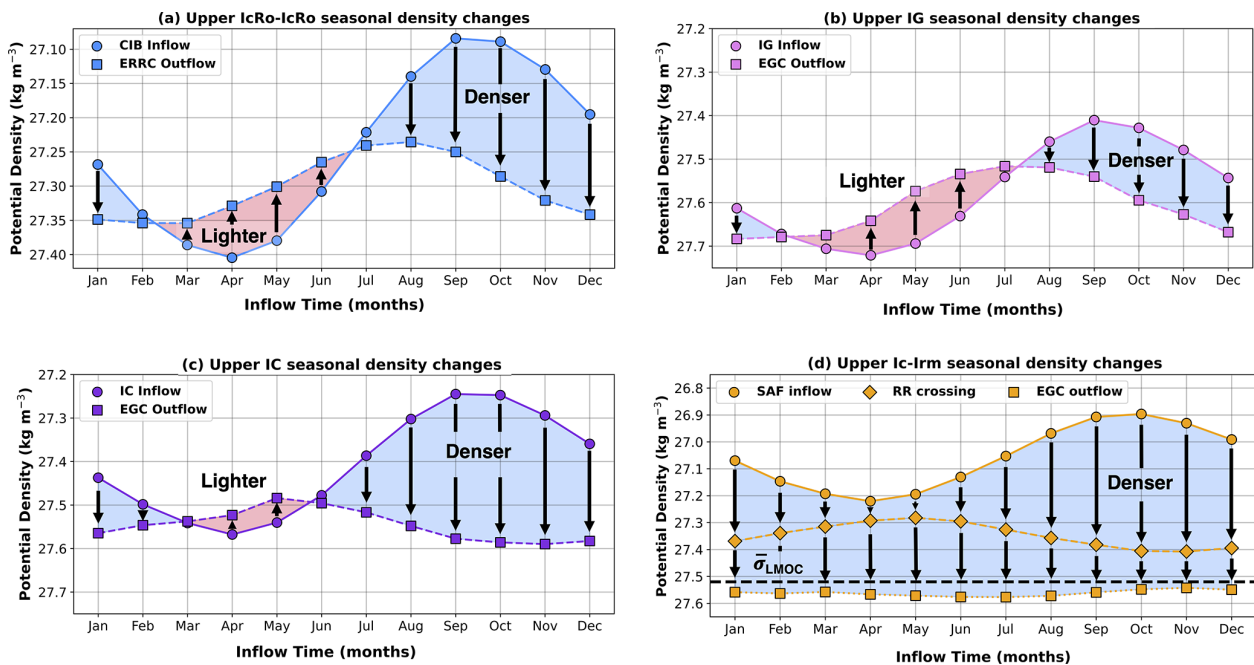 (a) Upper IcRo-IcRo seasonal density changes
Potential Density (kg m⁻³)
27.10
27.15
27.20
27.25
27.30
27.35
27.40
CIB Inflow
ERRC Outflow
Denser
Lighter
Jan Feb Mar Apr May Jun Jul Aug Sep Oct Nov Dec
Inflow Time (months)
(b) Upper IG seasonal density changes
Potential Density (kg m⁻³)
27.2
27.3
27.4
27.5
27.6
27.7
IG Inflow
EGC Outflow
Lighter
Denser
Jan Feb Mar Apr May Jun Jul Aug Sep Oct Nov Dec
Inflow Time (months)
(c) Upper IC seasonal density changes
Potential Density (kg m⁻³)
27.2
27.3
27.4
27.5
27.6
27.7
IC Inflow
EGC Outflow
Lighter
Denser
Jan Feb Mar Apr May Jun Jul Aug Sep Oct Nov Dec
Inflow Time (months)
(d) Upper Ic-Irm seasonal density changes
Potential Density (kg m⁻³)
26.8
26.9
27.0
27.1
27.2
27.3
27.4
27.5
27.6
SAF inflow RR crossing EGC outflow
Denser
σ̅LMOC
Jan Feb Mar Apr May Jun Jul Aug Sep Oct Nov Dec
Inflow Time (months)